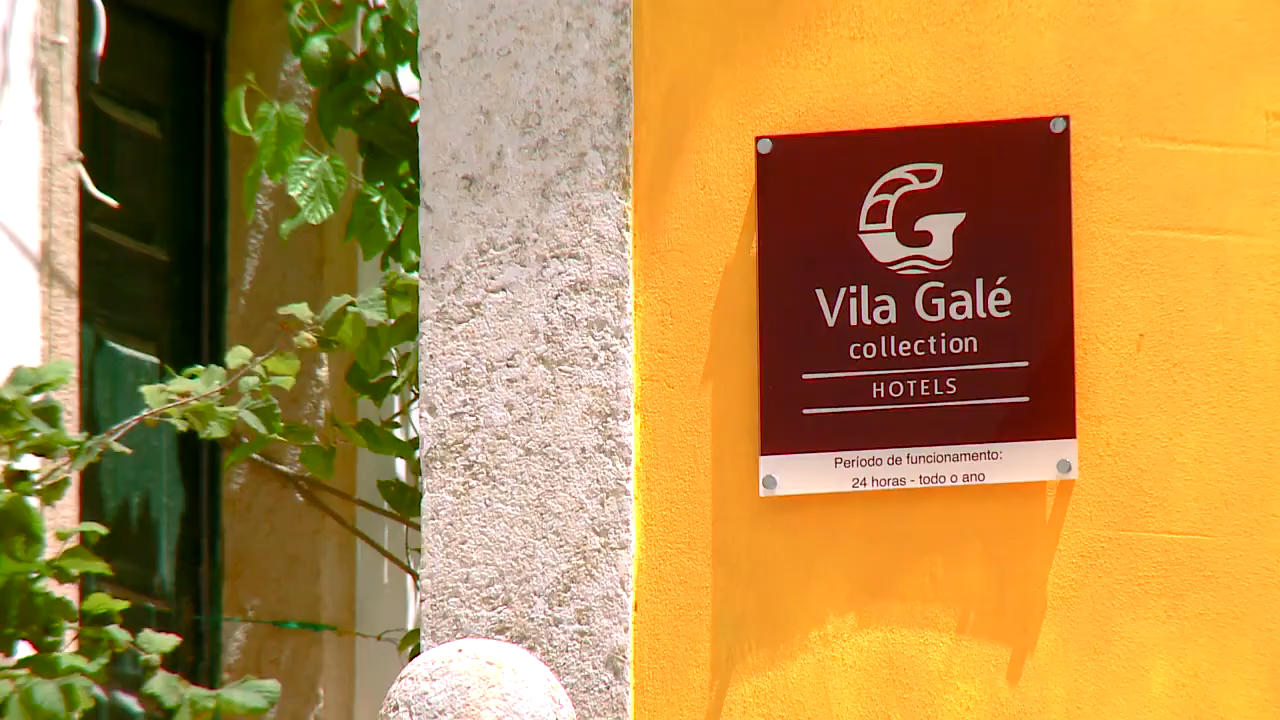 Vila Galé
collection
HOTELS
Período de funcionamento:
24 horas - todo o ano